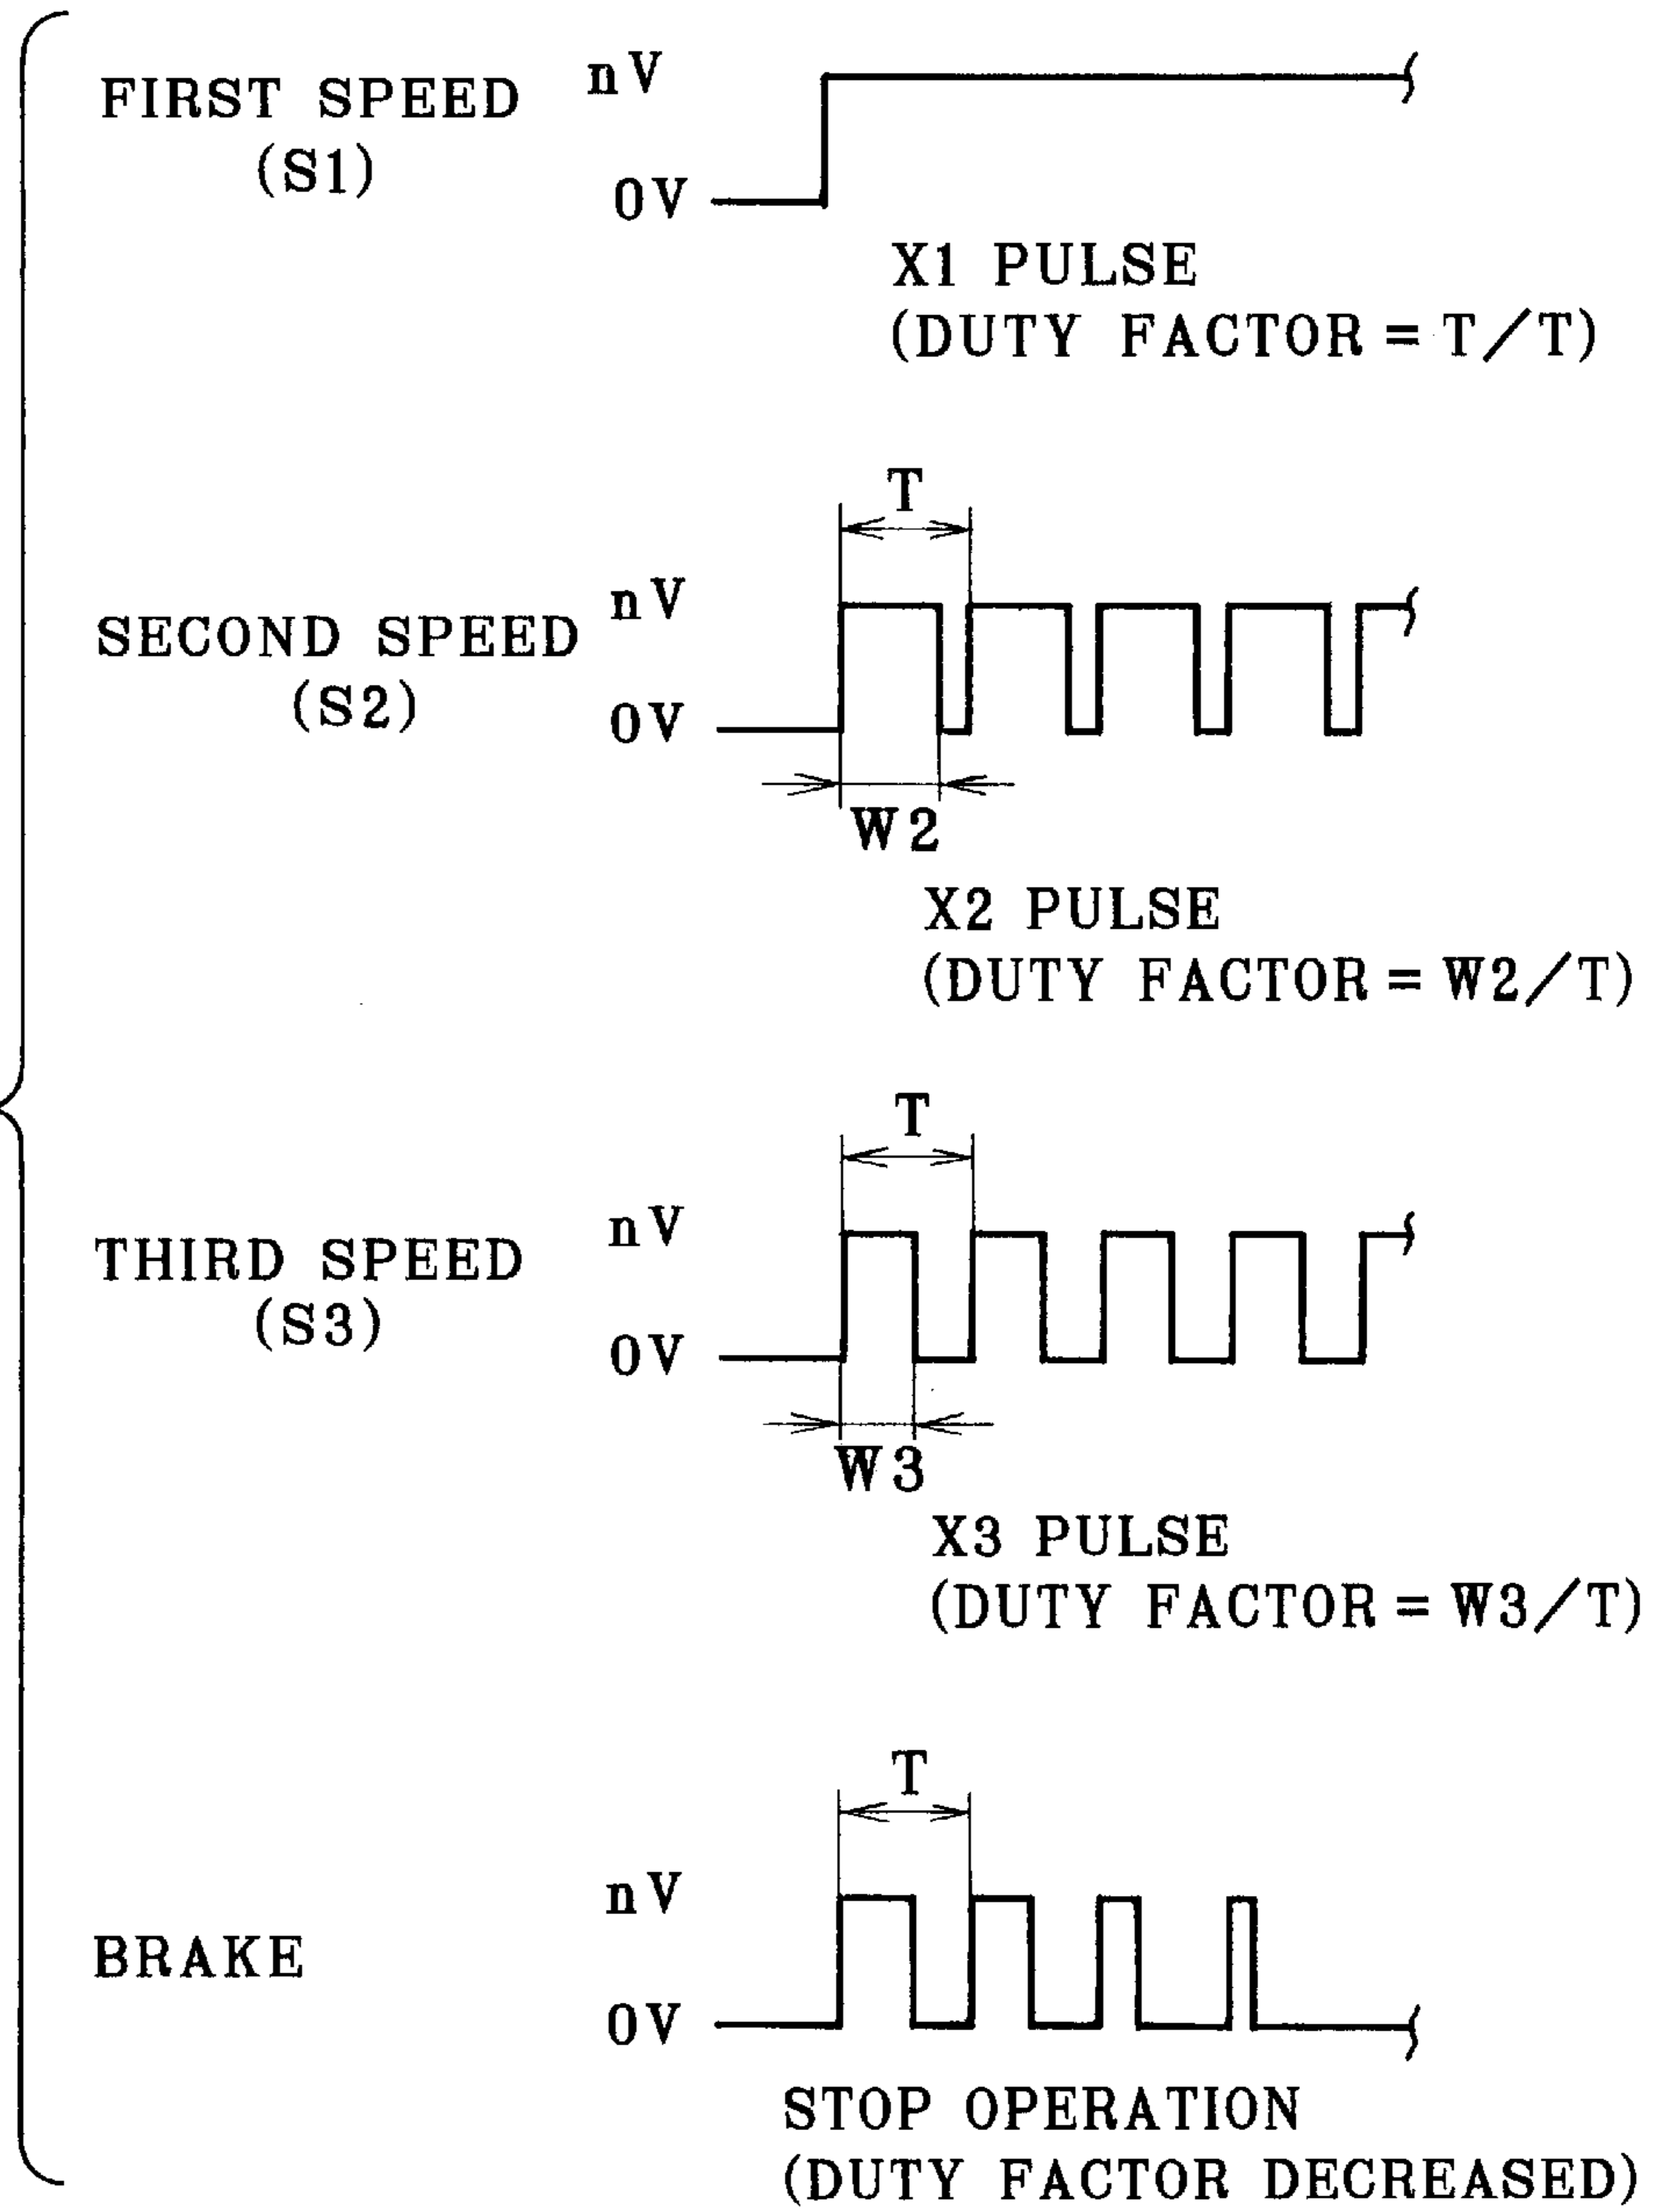 FIRST SPEED
(S1)
nV
0V
X1 PULSE
(DUTY FACTOR = T/T)
T
SECOND SPEED
(S2)
nV
0V
W2
X2 PULSE
(DUTY FACTOR = W2/T)
T
THIRD SPEED
(S3)
nV
0V
W3
X3 PULSE
(DUTY FACTOR = W3/T)
T
BRAKE
nV
0V
STOP OPERATION
(DUTY FACTOR DECREASED)